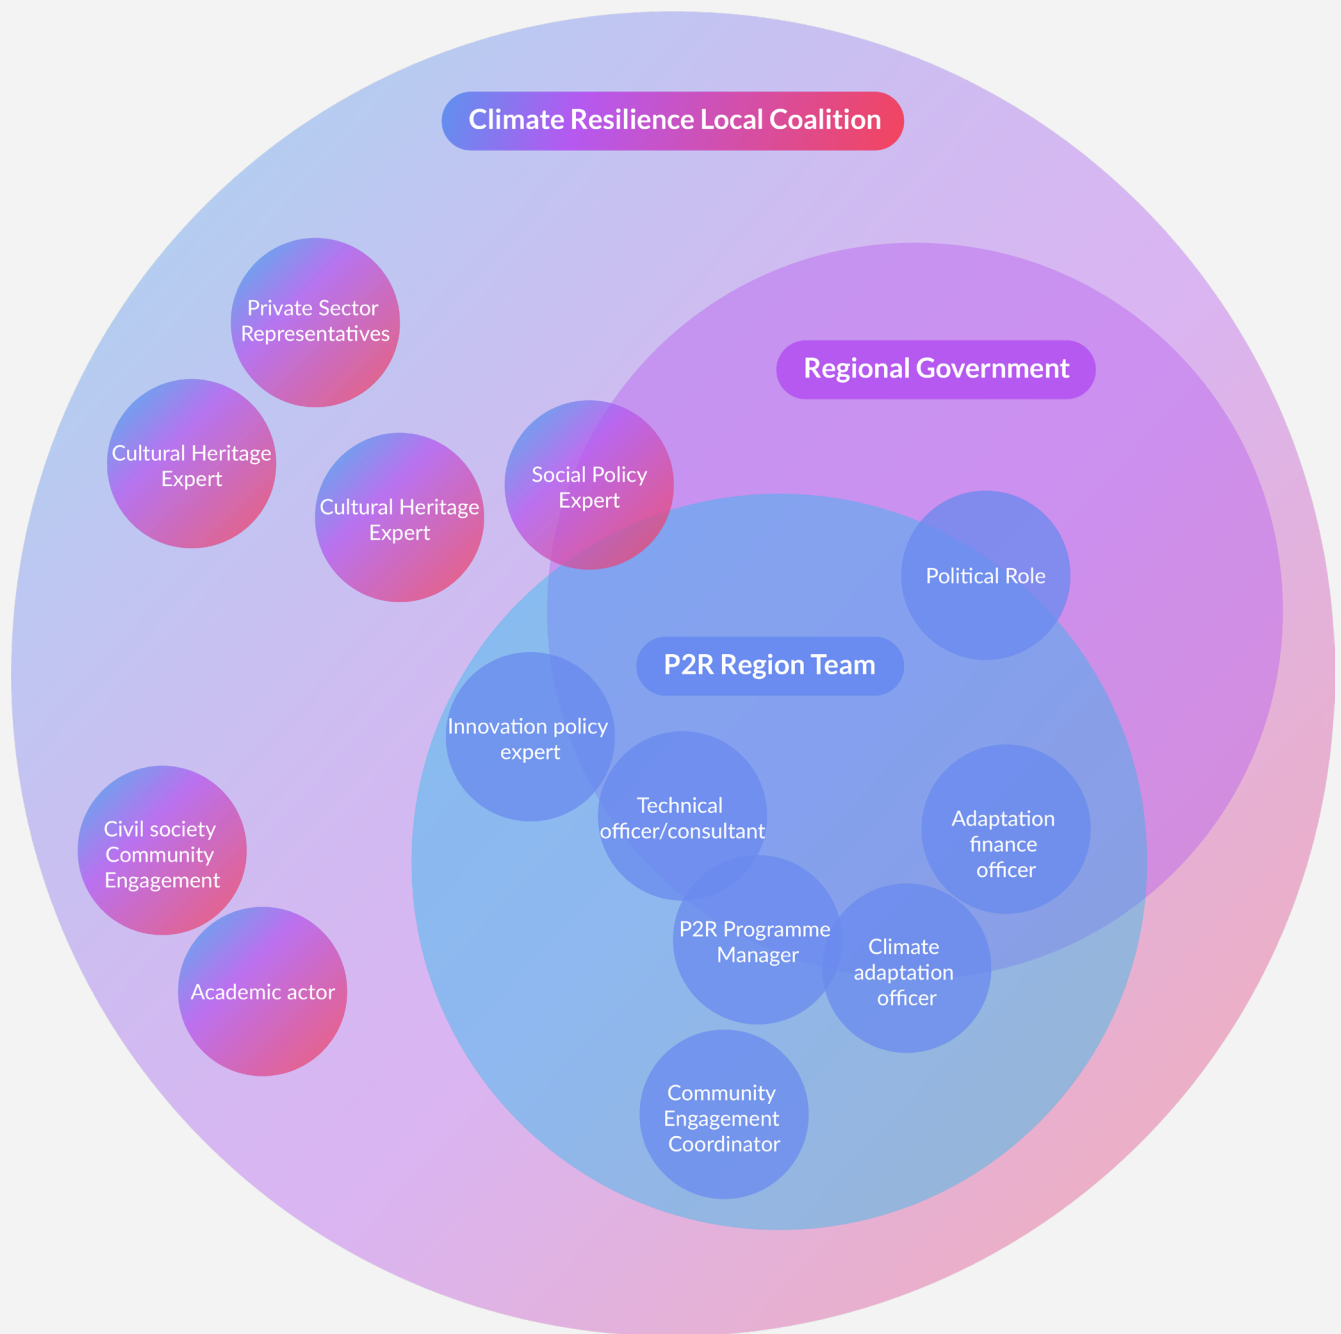 Climate Resilience Local Coalition
Private Sector
Representatives
Regional Government
Cultural Heritage
Expert
Cultural Heritage
Expert
Social Policy
Expert
Political Role
P2R Region Team
Innovation policy
expert
Technical
officer/consultant
Adaptation
finance
officer
Civil society
Community
Engagement
P2R Programme
Manager
Climate
adaptation
officer
Academic actor
Community
Engagement
Coordinator